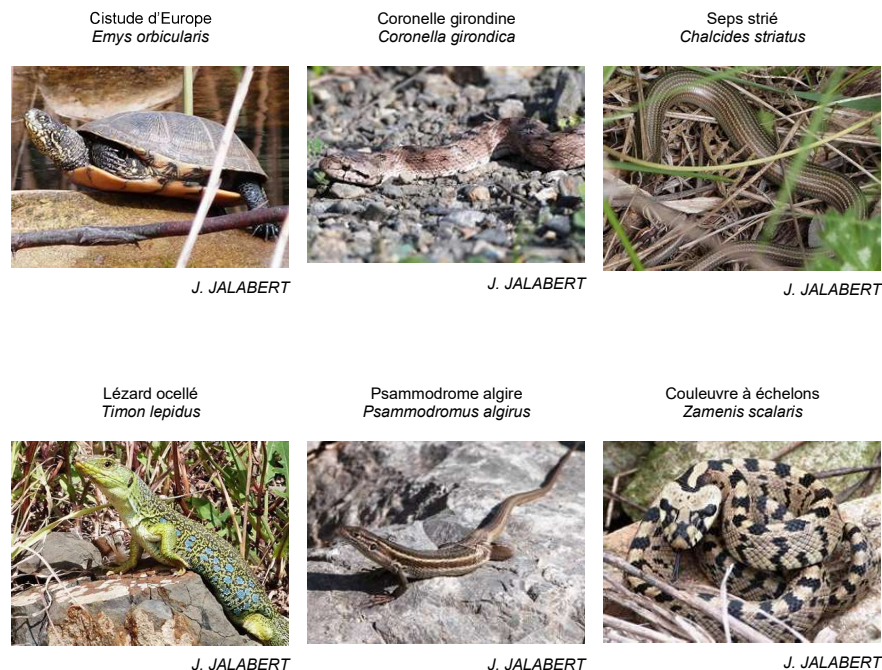 Cistude d’Europe
Emys orbicularis
Coronelle girondine
Coronella girondica
Seps strié
Chalcides striatus
J. JALABERT
J. JALABERT
J. JALABERT
Lézard ocellé
Timon lepidus
Psammodrome algire
Psammodromus algirus
Couleuvre à échelons
Zamenis scalaris
J. JALABERT
J. JALABERT
J. JALABERT